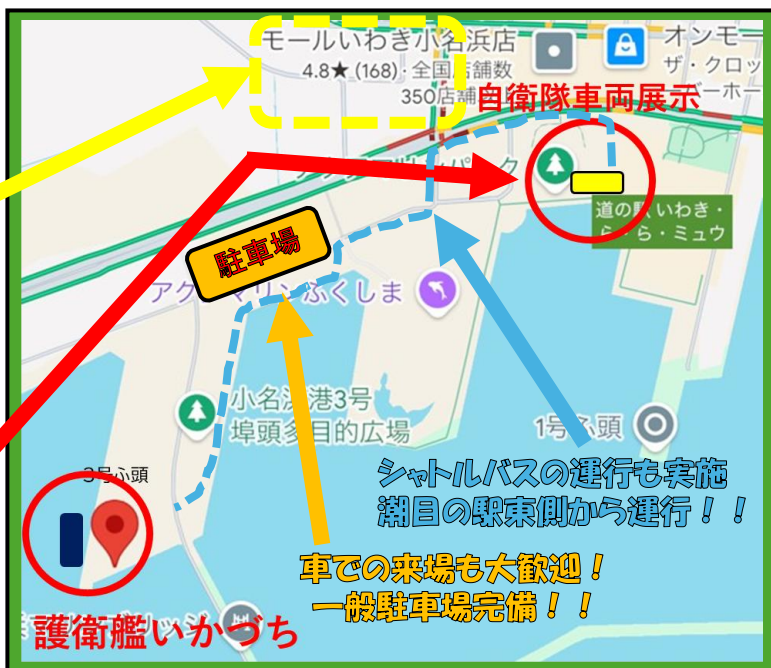 モールいわき小名浜店
4.8★ (168)・全国店舗数
350店舗
オンモー
ザ・クロッ
バーホー
自衛隊車両展示
パーク
道の駅 いわき・
ら・ら・ミュウ
駐車場
アクアマリンふくしま
小名浜港3号
埠頭多目的広場
1号ふ頭
3号ふ頭
シャトルバスの運行も実施
潮目の駅東側から運行！！
車での来場も大歓迎！
一般駐車場完備！！
護衛艦いかづち